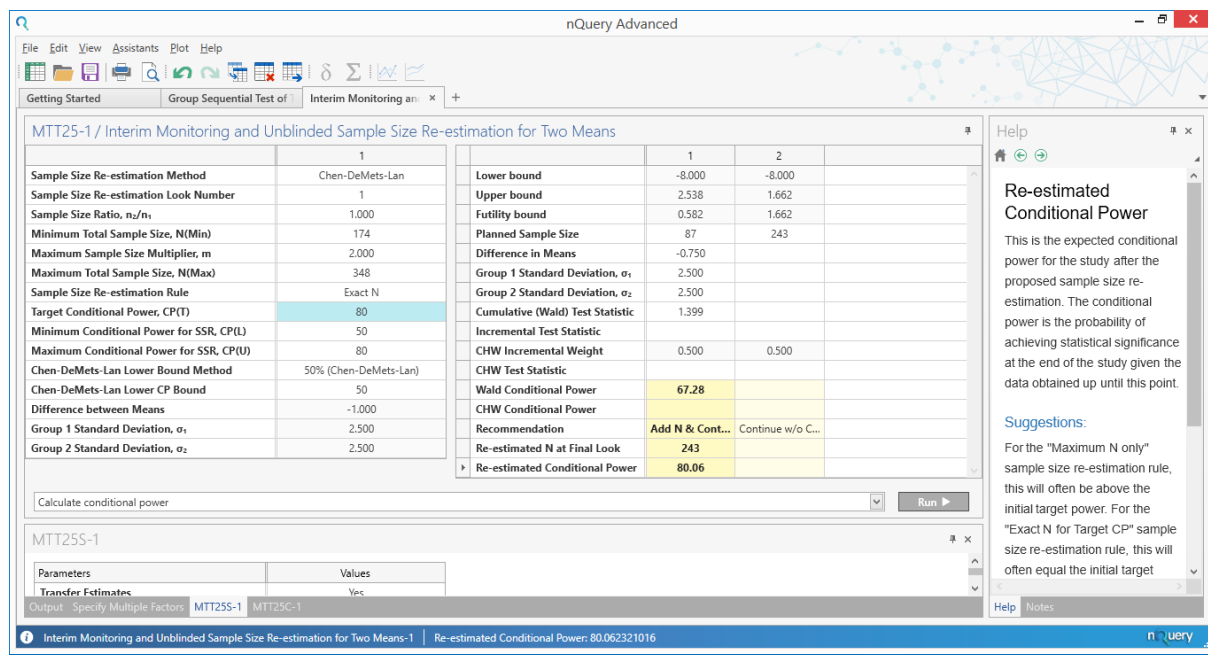 nQuery Advanced
File Edit View Assistants Plot Help
Getting Started Group Sequential Test of Interim Monitoring an
MTT25-1 / Interim Monitoring and Unblinded Sample Size Re-estimation for Two Means
1
Sample Size Re-estimation Method Chen-DeMets-Lan
Sample Size Re-estimation Look Number 1
Sample Size Ratio, n₂/n₁ 1.000
Minimum Total Sample Size, N(Min) 174
Maximum Sample Size Multiplier, m 2.000
Maximum Total Sample Size, N(Max) 348
Sample Size Re-estimation Rule Exact N
Target Conditional Power, CP(T) 80
Minimum Conditional Power for SSR, CP(L) 50
Maximum Conditional Power for SSR, CP(U) 80
Chen-DeMets-Lan Lower Bound Method 50% (Chen-DeMets-Lan)
Chen-DeMets-Lan Lower CP Bound 50
Difference between Means -1.000
Group 1 Standard Deviation, σ₁ 2.500
Group 2 Standard Deviation, σ₂ 2.500
1 2
Lower bound -8.000 -8.000
Upper bound 2.538 1.662
Futility bound 0.582 1.662
Planned Sample Size 87 243
Difference in Means -0.750
Group 1 Standard Deviation, σ₁ 2.500
Group 2 Standard Deviation, σ₂ 2.500
Cumulative (Wald) Test Statistic 1.399
Incremental Test Statistic
CHW Incremental Weight 0.500 0.500
CHW Test Statistic
Wald Conditional Power 67.28
CHW Conditional Power
Recommendation Add N & Cont... Continue w/o C...
Re-estimated N at Final Look 243
Re-estimated Conditional Power 80.06
Calculate conditional power Run
MTT25S-1
Parameters Values
Transfer Estimates Yes
Output Specify Multiple Factors MTT25S-1 MTT25C-1
Help
Re-estimated
Conditional Power
This is the expected conditional
power for the study after the
proposed sample size re-
estimation. The conditional
power is the probability of
achieving statistical significance
at the end of the study given the
data obtained up until this point.
Suggestions:
For the "Maximum N only"
sample size re-estimation rule,
this will often be above the
initial target power. For the
"Exact N for Target CP" sample
size re-estimation rule, this will
often equal the initial target
Help Notes
Interim Monitoring and Unblinded Sample Size Re-estimation for Two Means-1 Re-estimated Conditional Power: 80.062321016
nQuery